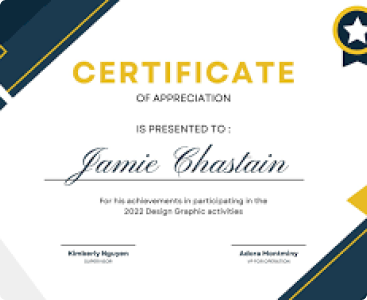 CERTIFICATE
OF APPRECIATION
IS PRESENTED TO :
Jamie Chastain
For his achievements in participating in the
2022 Design Graphic activities
Kimberly Nguyen
SUPERVISOR
Adora Montminy
VP FOR OPERATION